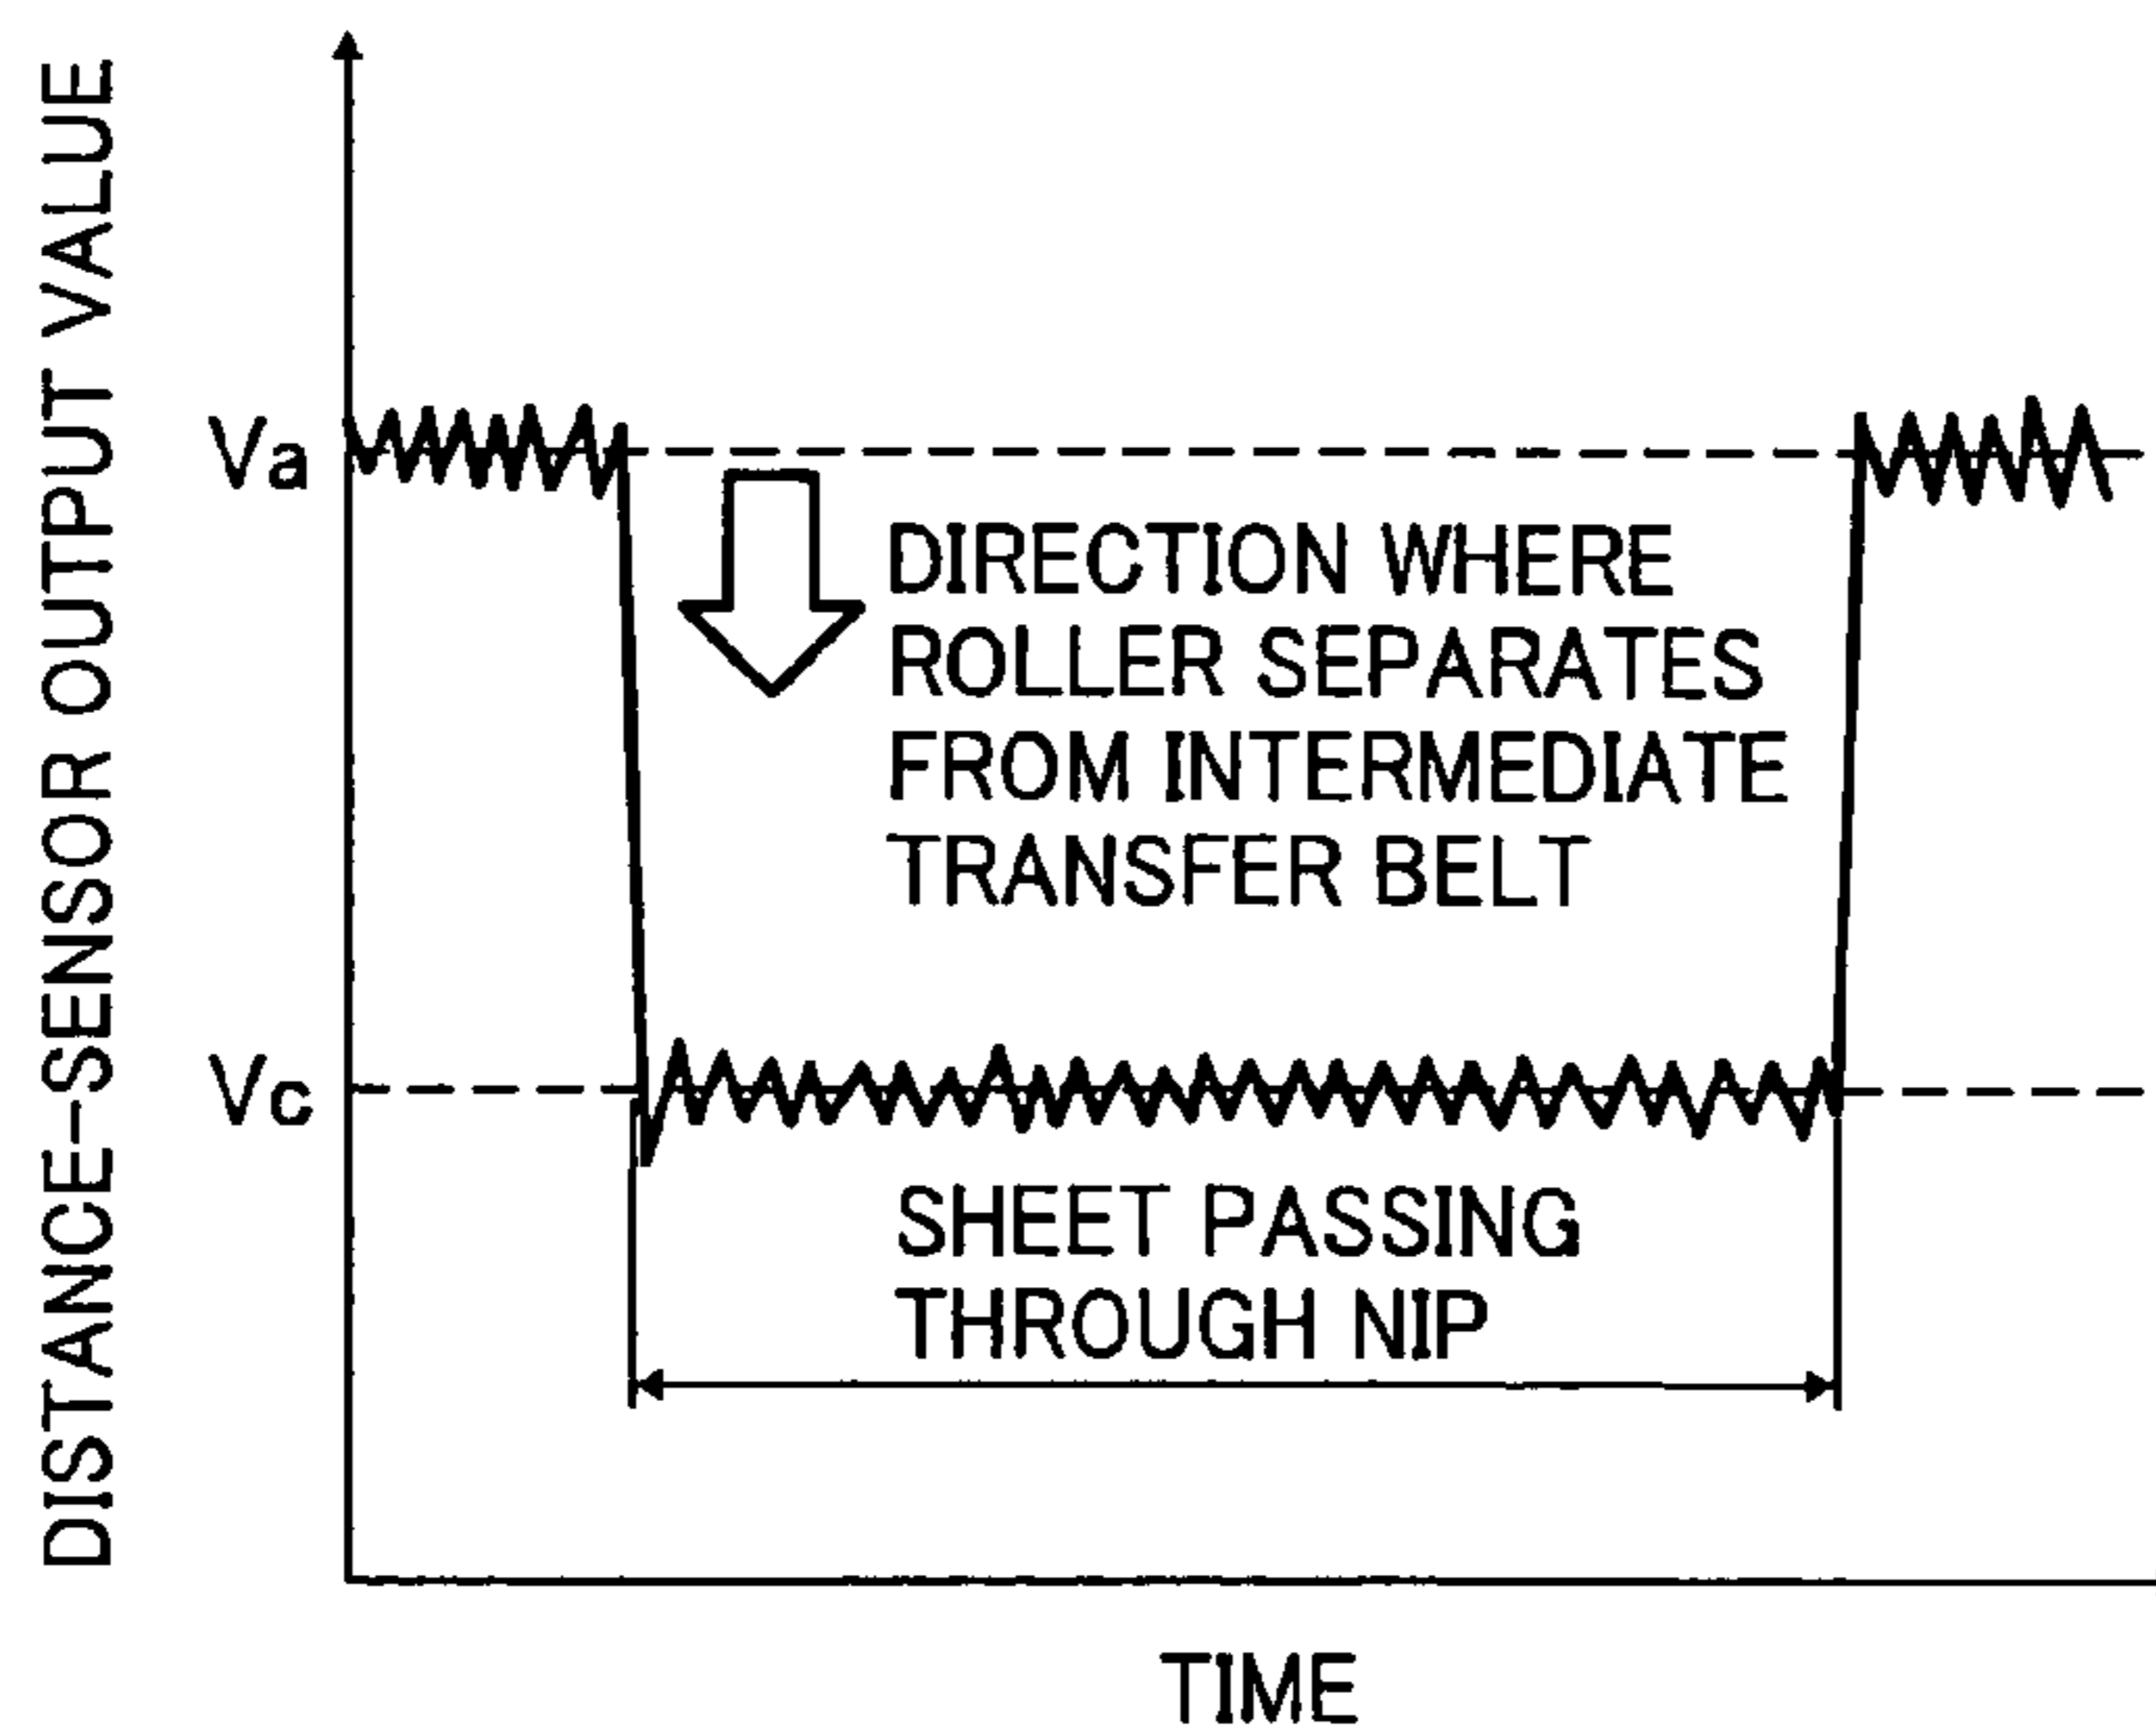 DISTANCE-SENSOR OUTPUT VALUE
Va
DIRECTION WHERE
ROLLER SEPARATES
FROM INTERMEDIATE
TRANSFER BELT
Vc
SHEET PASSING
THROUGH NIP
TIME